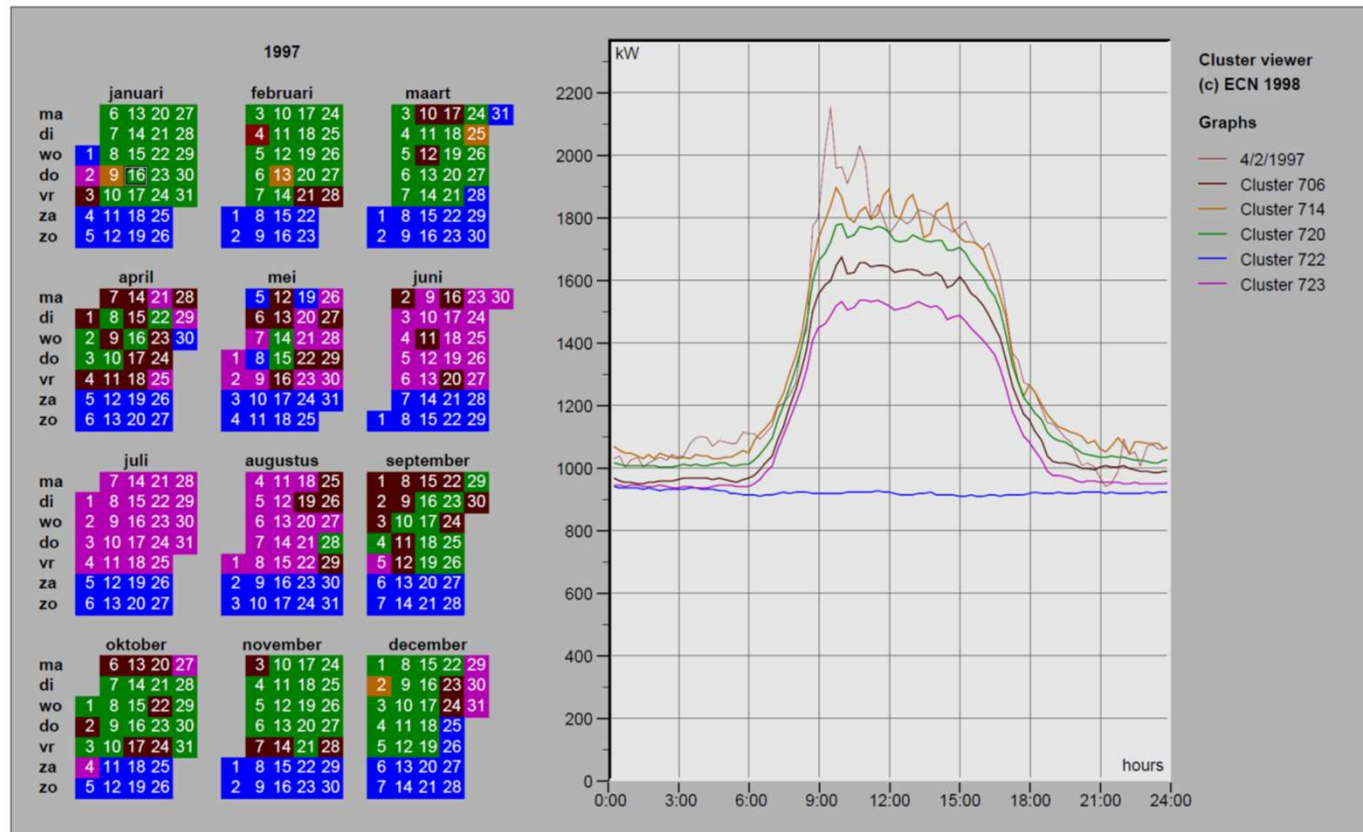 1997
januari februari maart
ma 6 13 20 27 3 10 17 24 3 10 17 24 31
di 7 14 21 28 4 11 18 25 4 11 18 25
wo 1 8 15 22 29 5 12 19 26 5 12 19 26
do 2 9 16 23 30 6 13 20 27 6 13 20 27
vr 3 10 17 24 31 7 14 21 28 7 14 21 28
za 4 11 18 25 1 8 15 22 1 8 15 22 29
zo 5 12 19 26 2 9 16 23 2 9 16 23 30
april mei juni
ma 7 14 21 28 5 12 19 26 2 9 16 23 30
di 1 8 15 22 29 6 13 20 27 3 10 17 24
wo 2 9 16 23 30 7 14 21 28 4 11 18 25
do 3 10 17 24 1 8 15 22 29 5 12 19 26
vr 4 11 18 25 2 9 16 23 30 6 13 20 27
za 5 12 19 26 3 10 17 24 31 7 14 21 28
zo 6 13 20 27 4 11 18 25 1 8 15 22 29
juli augustus september
ma 7 14 21 28 4 11 18 25 1 8 15 22 29
di 1 8 15 22 29 5 12 19 26 2 9 16 23 30
wo 2 9 16 23 30 6 13 20 27 3 10 17 24
do 3 10 17 24 31 7 14 21 28 4 11 18 25
vr 4 11 18 25 1 8 15 22 29 5 12 19 26
za 5 12 19 26 2 9 16 23 30 6 13 20 27
zo 6 13 20 27 3 10 17 24 31 7 14 21 28
oktober november december
ma 6 13 20 27 3 10 17 24 1 8 15 22 29
di 7 14 21 28 4 11 18 25 2 9 16 23 30
wo 1 8 15 22 29 5 12 19 26 3 10 17 24 31
do 2 9 16 23 30 6 13 20 27 4 11 18 25
vr 3 10 17 24 31 7 14 21 28 5 12 19 26
za 4 11 18 25 1 8 15 22 29 6 13 20 27
zo 5 12 19 26 2 9 16 23 30 7 14 21 28
kW
2200
2000
1800
1600
1400
1200
1000
800
600
400
200
0
hours
0:00 3:00 6:00 9:00 12:00 15:00 18:00 21:00 24:00
Cluster viewer
(c) ECN 1998
Graphs
4/2/1997
Cluster 706
Cluster 714
Cluster 720
Cluster 722
Cluster 723